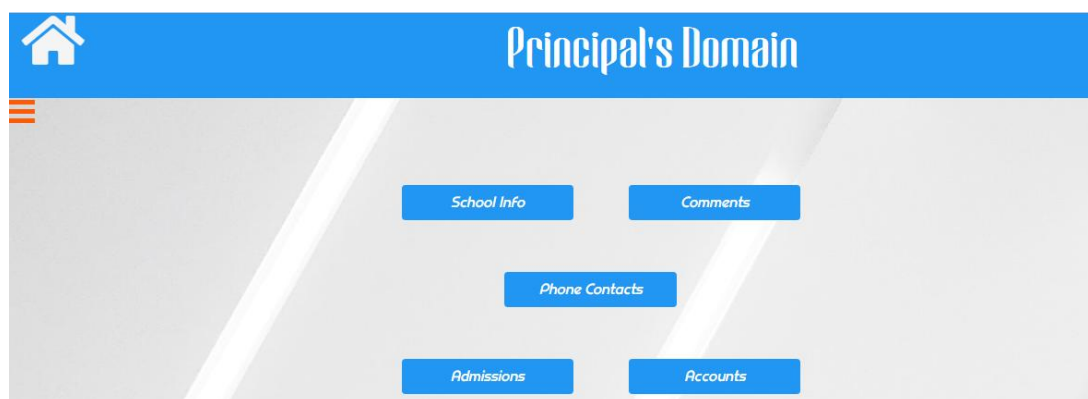 Principal's Domain
School Info
Comments
Phone Contacts
Admissions
Accounts